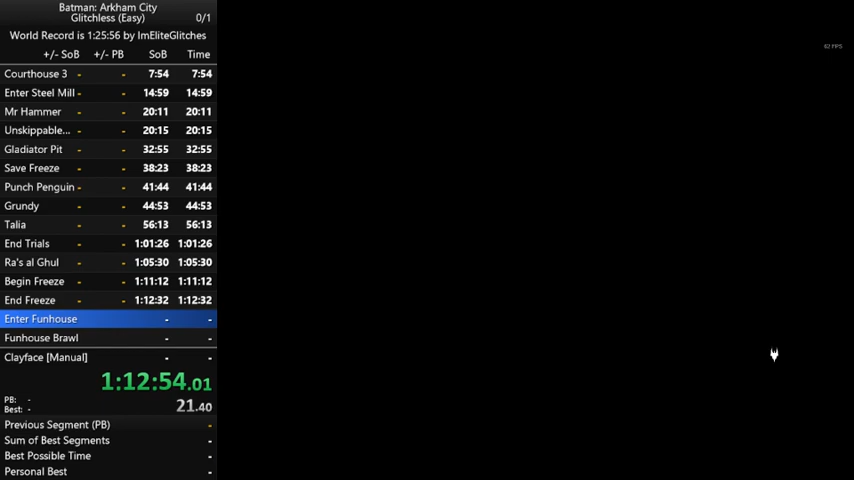 Batman: Arkham City
Glitchless (Easy) 0/1
World Record is 1:25:56 by ImEliteGlitches
+/- SoB +/- PB SoB Time
Courthouse 3 - - 7:54 7:54
Enter Steel Mill - - 14:59 14:59
Mr Hammer - - 20:11 20:11
Unskippable... - - 20:15 20:15
Gladiator Pit - - 32:55 32:55
Save Freeze - - 38:23 38:23
Punch Penguin - - 41:44 41:44
Grundy - - 44:53 44:53
Talia - - 56:13 56:13
End Trials - - 1:01:26 1:01:26
Ra's al Ghul - - 1:05:30 1:05:30
Begin Freeze - - 1:11:12 1:11:12
End Freeze - - 1:12:32 1:12:32
Enter Funhouse - -
Funhouse Brawl - -
Clayface [Manual] - -
1:12:54.01
PB: -
Best: - 21.40
Previous Segment (PB) -
Sum of Best Segments -
Best Possible Time -
Personal Best -
62 FPS